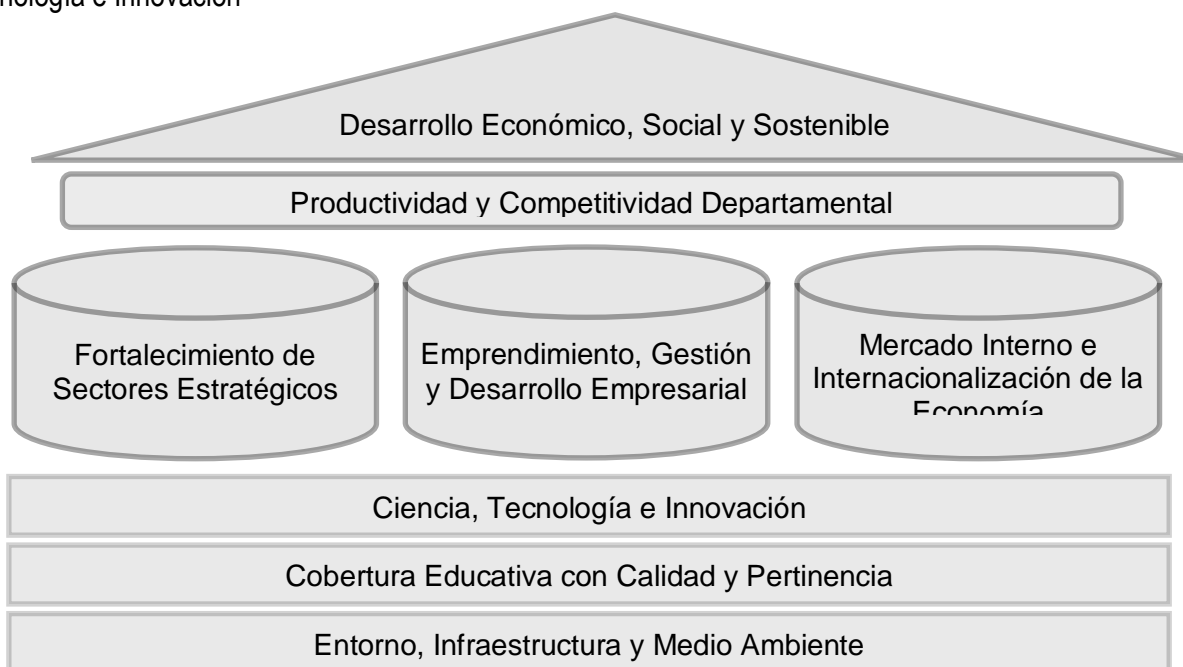 nología e Innovación
Desarrollo Económico, Social y Sostenible
Productividad y Competitividad Departamental
Fortalecimiento de
Sectores Estratégicos
Emprendimiento, Gestión
y Desarrollo Empresarial
Mercado Interno e
Internacionalización de la
Economía
Ciencia, Tecnología e Innovación
Cobertura Educativa con Calidad y Pertinencia
Entorno, Infraestructura y Medio Ambiente